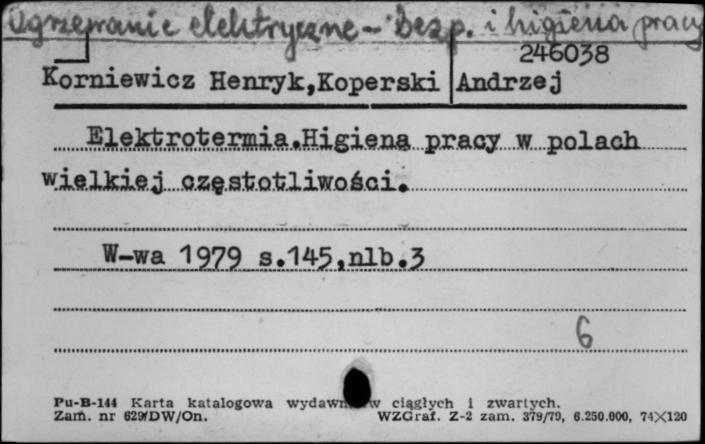 Ogrzewanie elektryczne - bezp. i higiena pracy
246038
Korniewicz Henryk,Koperski Andrzej
Elektrotermia.Higiena pracy w polach
wielkiej częstotliwości.
W-wa 1979 s.145,nlb.3
6
Pu-B-144 Karta katalogowa wydawn w ciągłych i zwartych.
Zam. nr 629/DW/On. WZGraf. Z-2 zam. 379/79, 6.250.000, 74X120